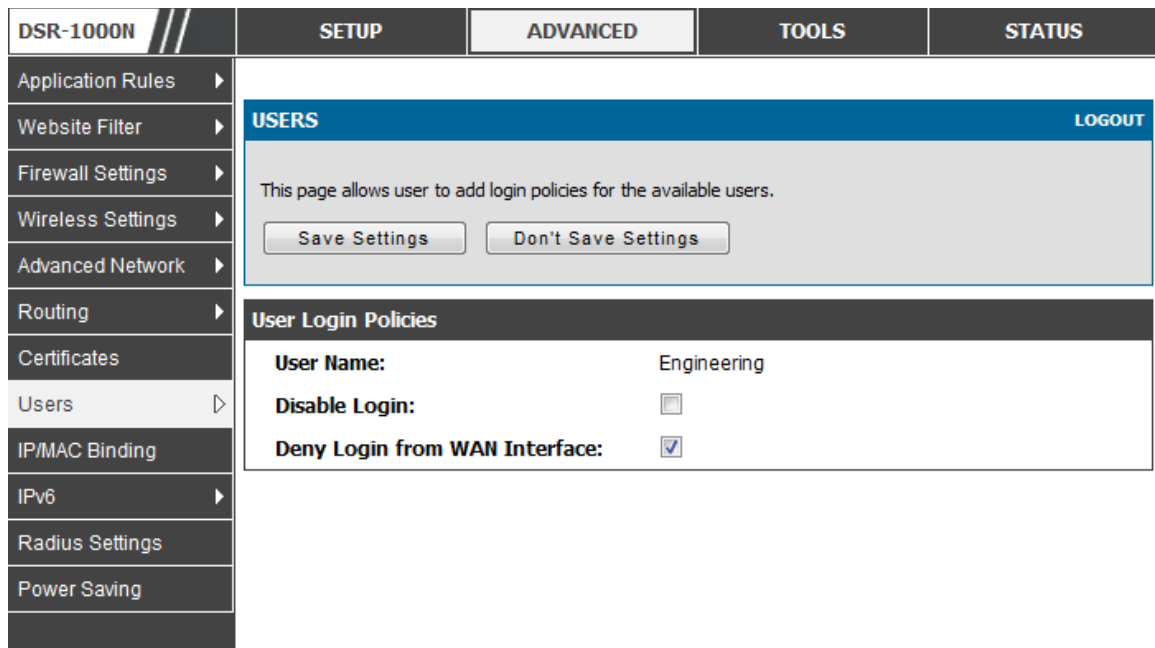 DSR-1000N
SETUP
ADVANCED
TOOLS
STATUS
Application Rules
Website Filter
Firewall Settings
Wireless Settings
Advanced Network
Routing
Certificates
Users
IP/MAC Binding
IPv6
Radius Settings
Power Saving
USERS
LOGOUT
This page allows user to add login policies for the available users.
Save Settings
Don't Save Settings
User Login Policies
User Name: Engineering
Disable Login:
Deny Login from WAN Interface: